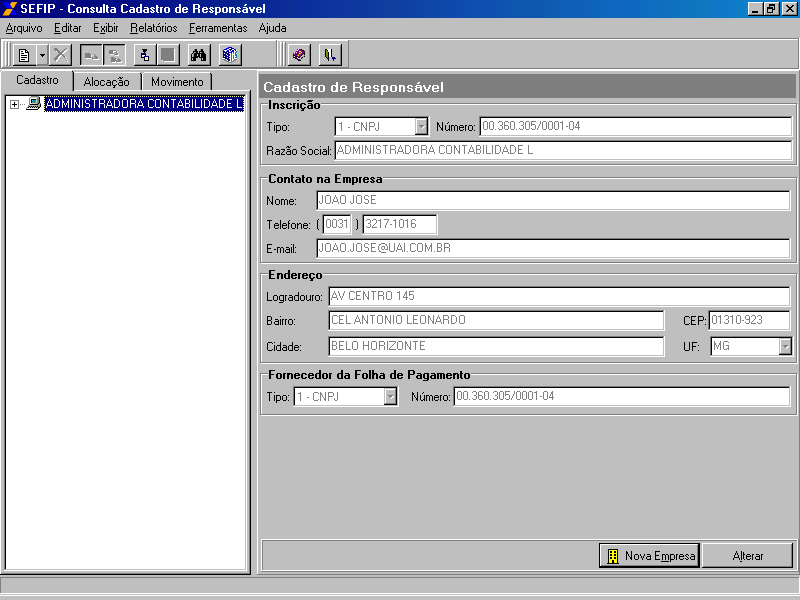 SEFIP - Consulta Cadastro de Responsável
Arquivo Editar Exibir Relatórios Ferramentas Ajuda
Cadastro Alocação Movimento
ADMINISTRADORA CONTABILIDADE L
Cadastro de Responsável
Inscrição
Tipo: 1 - CNPJ Número: 00.360.305/0001-04
Razão Social: ADMINISTRADORA CONTABILIDADE L
Contato na Empresa
Nome: JOAO JOSE
Telefone: ( 0031 ) 3217-1016
E-mail: JOAO.JOSE@UAI.COM.BR
Endereço
Logradouro: AV CENTRO 145
Bairro: CEL ANTONIO LEONARDO CEP: 01310-923
Cidade: BELO HORIZONTE UF: MG
Fornecedor da Folha de Pagamento
Tipo: 1 - CNPJ Número: 00.360.305/0001-04
Nova Empresa Alterar